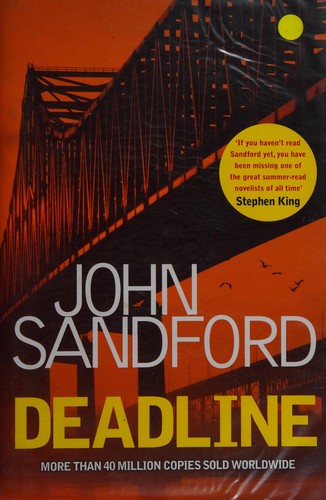 'If you haven't read
Sandford yet, you have
been missing one of
the great summer-read
novelists of all time'
Stephen King
JOHN
SANDFORD
DEADLINE
MORE THAN 40 MILLION COPIES SOLD WORLDWIDE